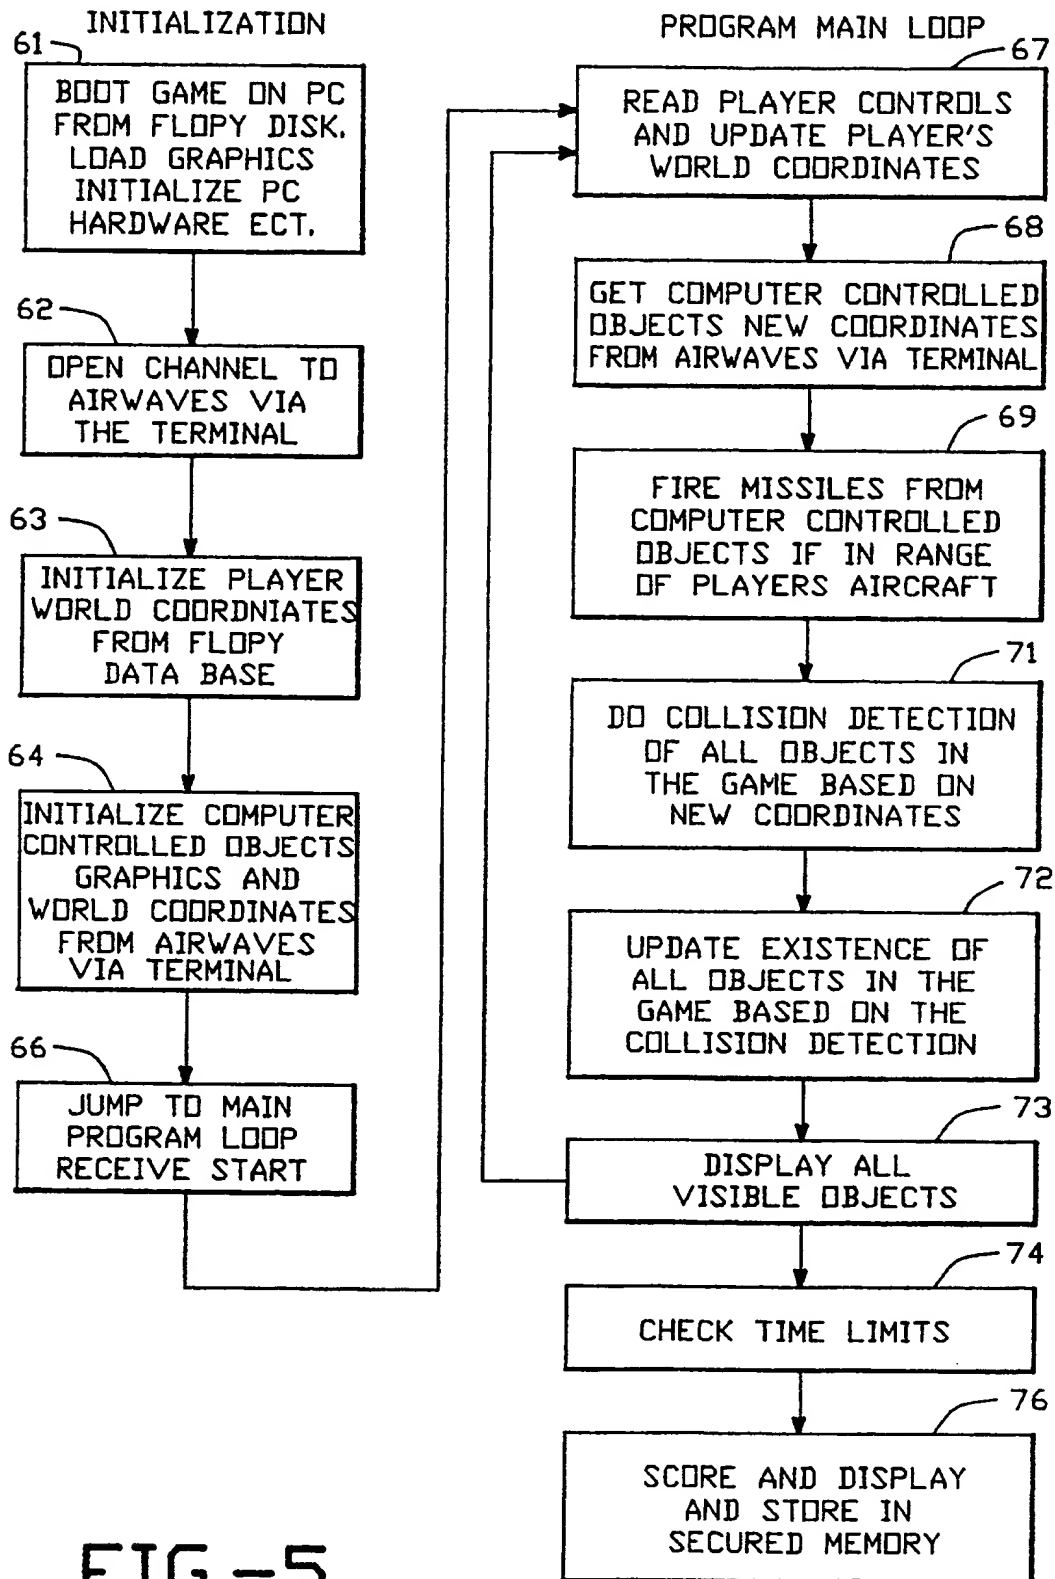 INITIALIZATION
61
BOOT GAME ON PC
FROM FLOPY DISK.
LOAD GRAPHICS
INITIALIZE PC
HARDWARE ECT.
62
OPEN CHANNEL TO
AIRWAVES VIA
THE TERMINAL
63
INITIALIZE PLAYER
WORLD COORDNIATES
FROM FLOPY
DATA BASE
64
INITIALIZE COMPUTER
CONTROLLED OBJECTS
GRAPHICS AND
WORLD COORDINATES
FROM AIRWAVES
VIA TERMINAL
66
JUMP TO MAIN
PROGRAM LOOP
RECEIVE START
PROGRAM MAIN LOOP
67
READ PLAYER CONTROLS
AND UPDATE PLAYER'S
WORLD COORDINATES
68
GET COMPUTER CONTROLLED
OBJECTS NEW COORDINATES
FROM AIRWAVES VIA TERMINAL
69
FIRE MISSILES FROM
COMPUTER CONTROLLED
OBJECTS IF IN RANGE
OF PLAYERS AIRCRAFT
71
DO COLLISION DETECTION
OF ALL OBJECTS IN
THE GAME BASED ON
NEW COORDINATES
72
UPDATE EXISTENCE OF
ALL OBJECTS IN THE
GAME BASED ON THE
COLLISION DETECTION
73
DISPLAY ALL
VISIBLE OBJECTS
74
CHECK TIME LIMITS
76
SCORE AND DISPLAY
AND STORE IN
SECURED MEMORY
FIG-5